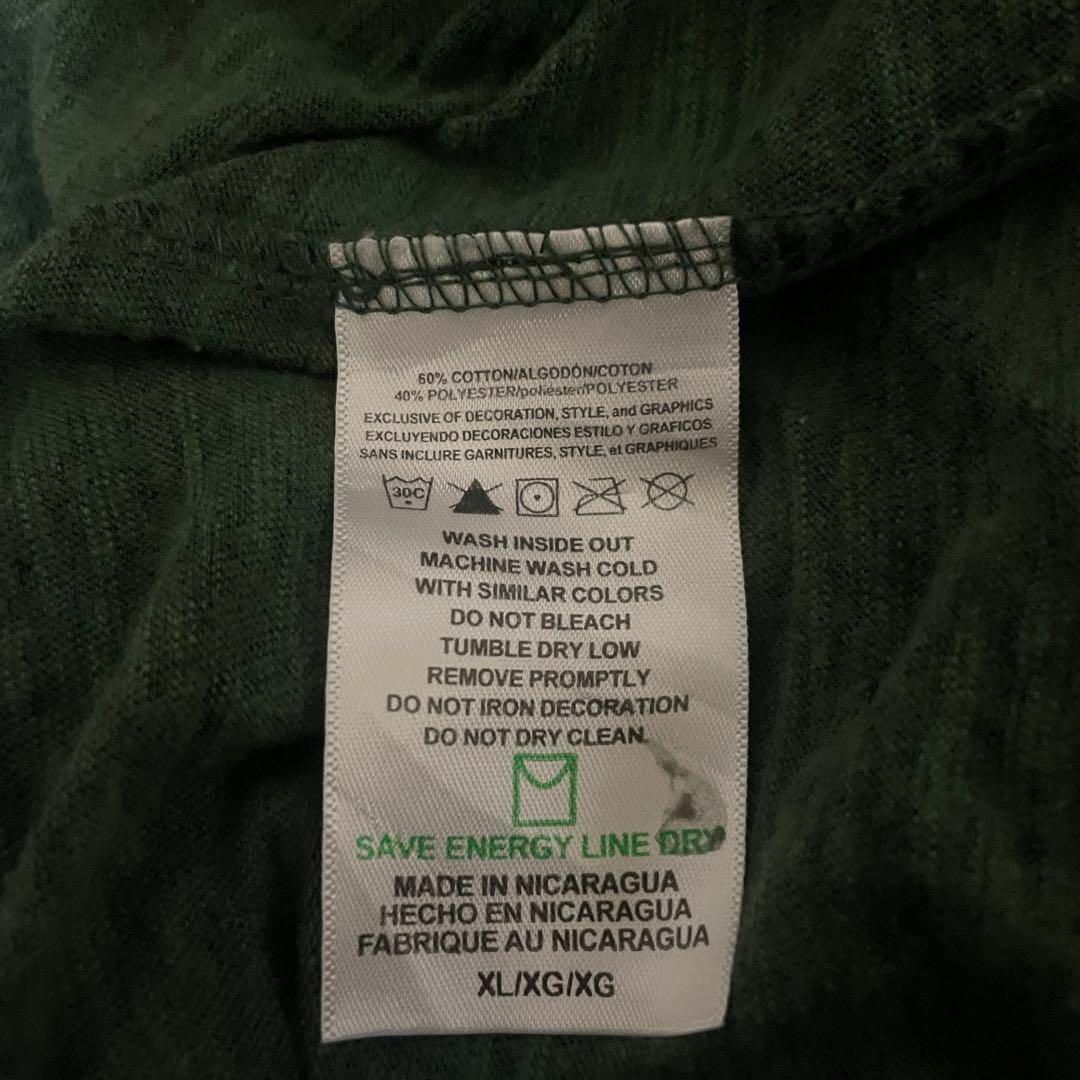 60% COTTON/ALGODÓN/COTON
40% POLYESTER/poliéster/POLYESTER
EXCLUSIVE OF DECORATION, STYLE, and GRAPHICS
EXCLUYENDO DECORACIONES ESTILO Y GRAFICOS
SANS INCLURE GARNITURES, STYLE, et GRAPHIQUES
30C
WASH INSIDE OUT
MACHINE WASH COLD
WITH SIMILAR COLORS
DO NOT BLEACH
TUMBLE DRY LOW
REMOVE PROMPTLY
DO NOT IRON DECORATION
DO NOT DRY CLEAN
SAVE ENERGY LINE DRY
MADE IN NICARAGUA
HECHO EN NICARAGUA
FABRIQUE AU NICARAGUA
XL/XG/XG